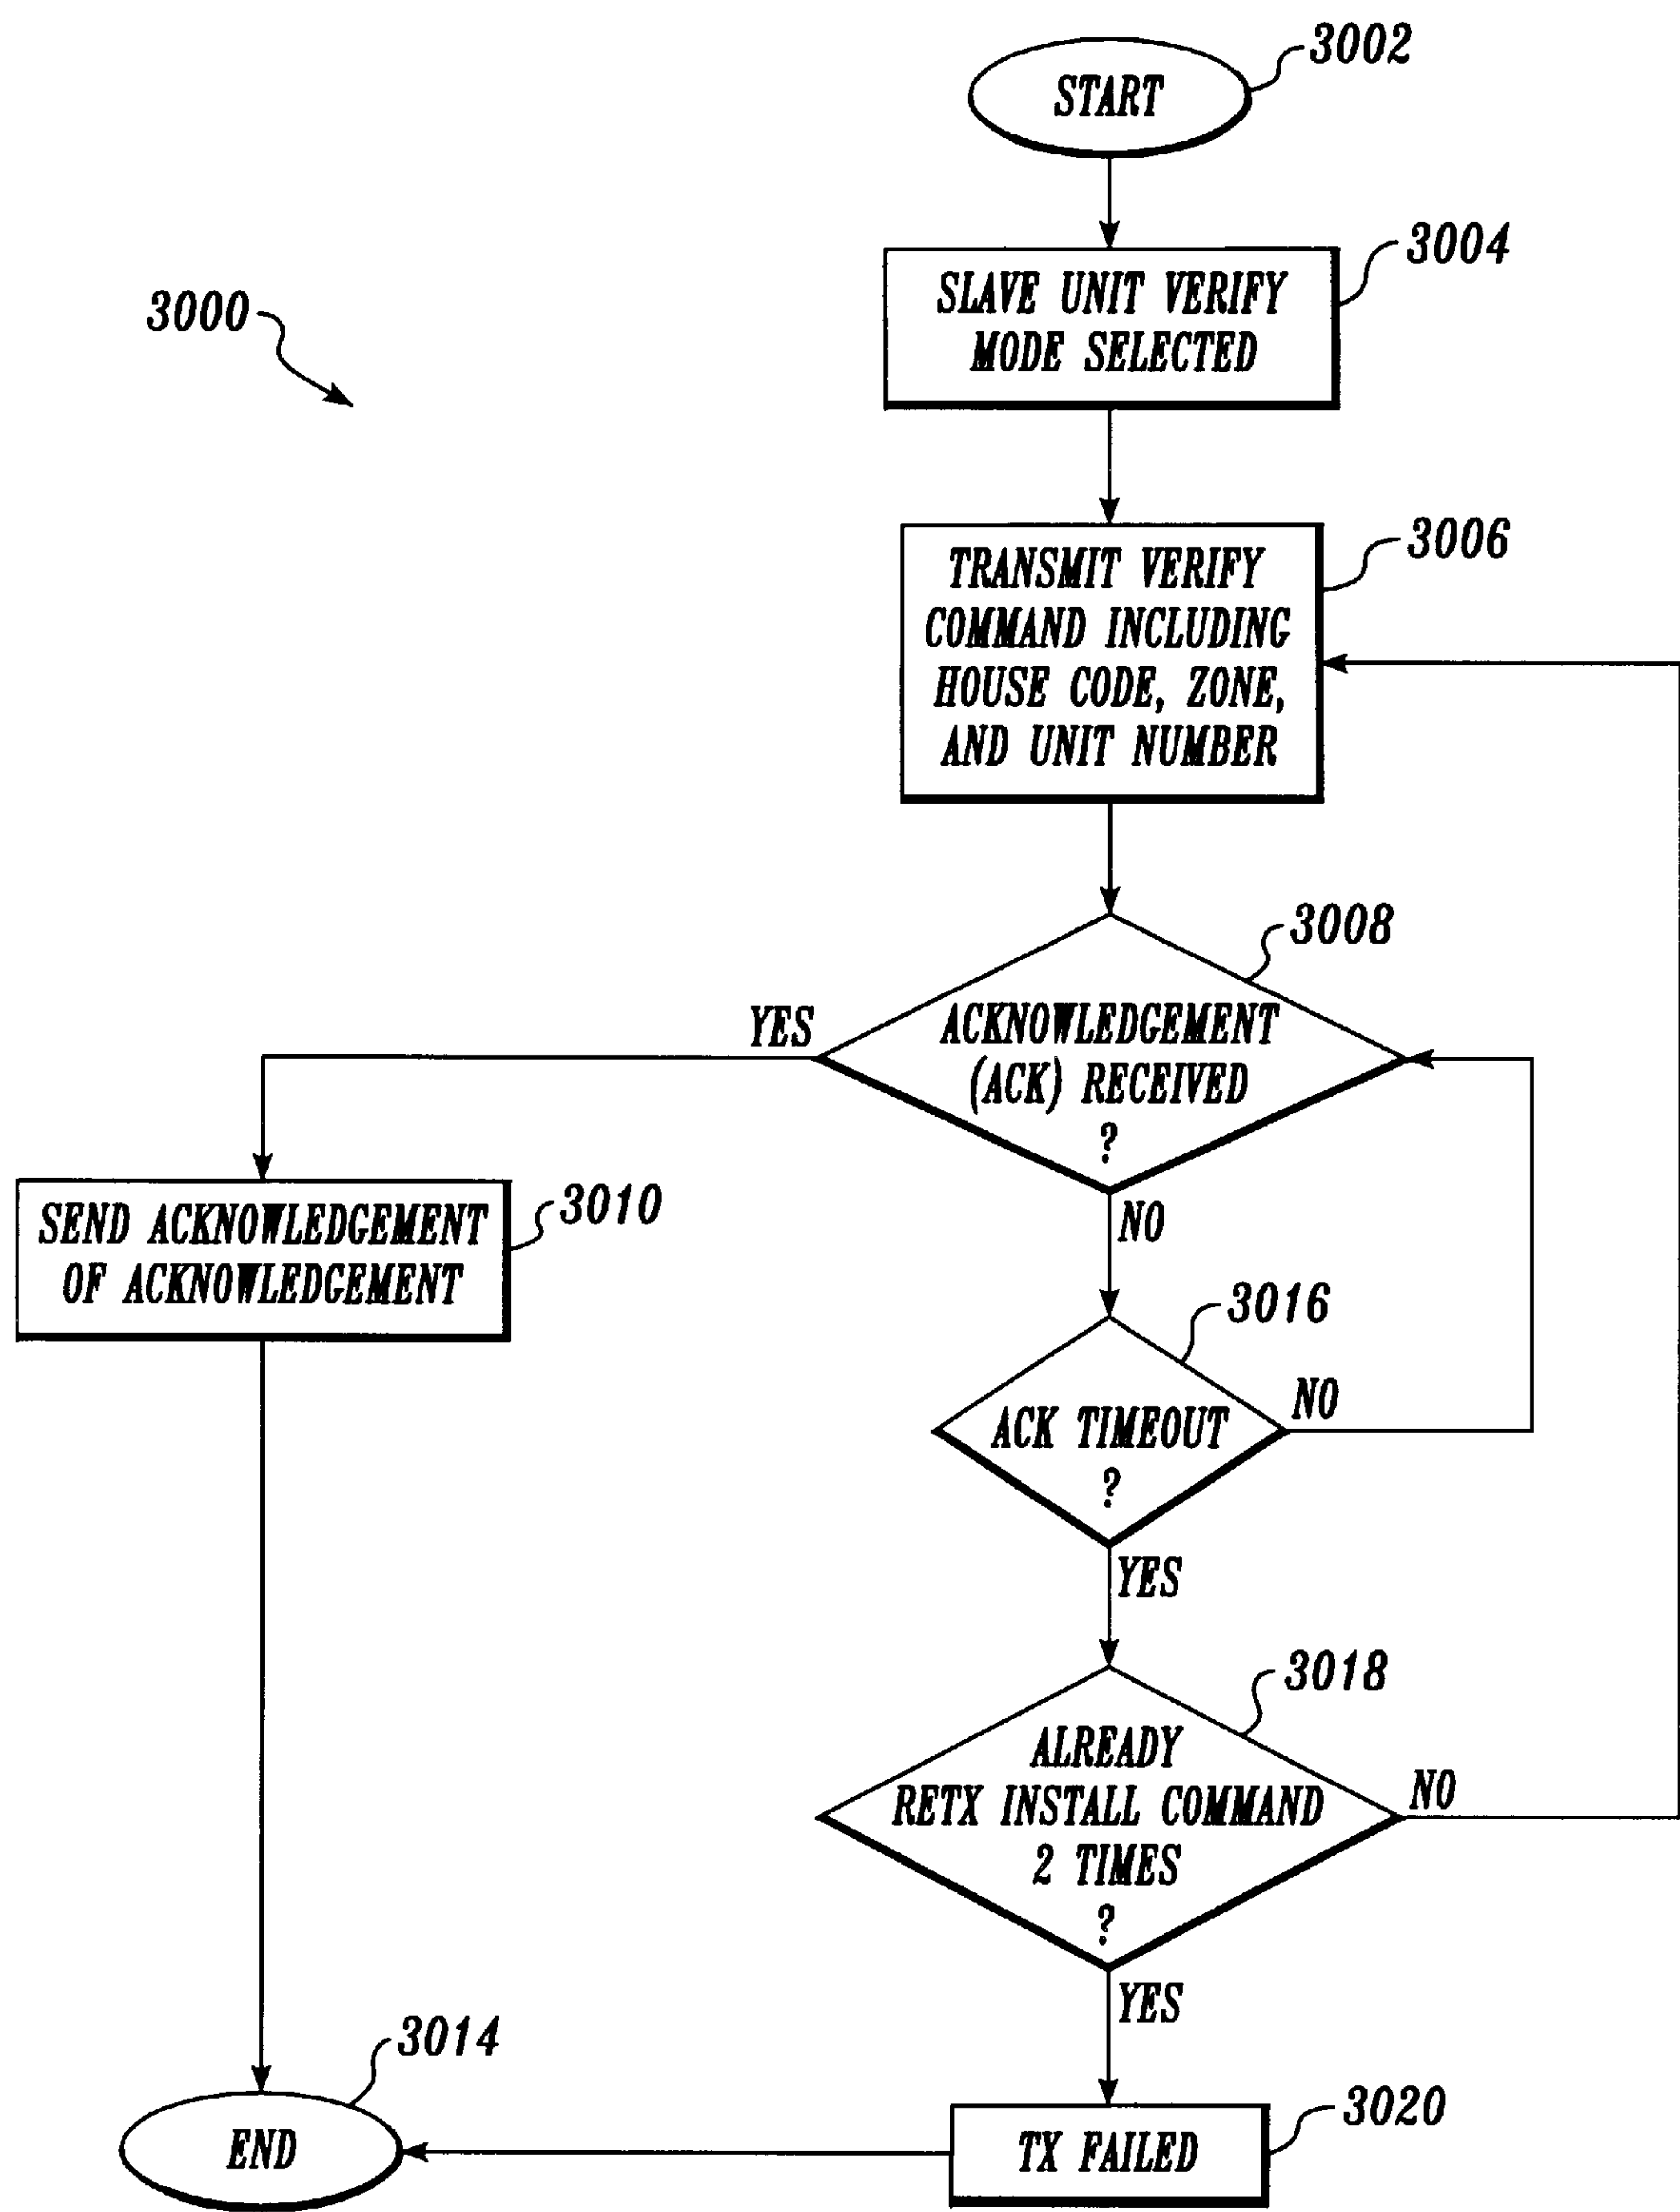 3002
START
3004
SLAVE UNIT VERIFY
MODE SELECTED
3000
3006
TRANSMIT VERIFY
COMMAND INCLUDING
HOUSE CODE, ZONE,
AND UNIT NUMBER
3008
YES
ACKNOWLEDGEMENT
(ACK) RECEIVED
?
3010
SEND ACKNOWLEDGEMENT
OF ACKNOWLEDGEMENT
NO
3016
NO
ACK TIMEOUT
?
YES
3018
ALREADY
RETX INSTALL COMMAND
2 TIMES
?
NO
YES
3014
END
3020
TX FAILED